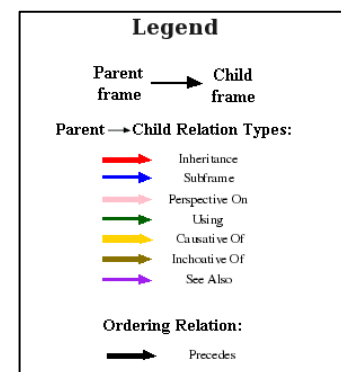 Legend
Parent frame
Child frame
Parent → Child Relation Types:
Inheritance
Subframe
Perspective On
Using
Causative Of
Inchoative Of
See Also
Ordering Relation:
Precedes